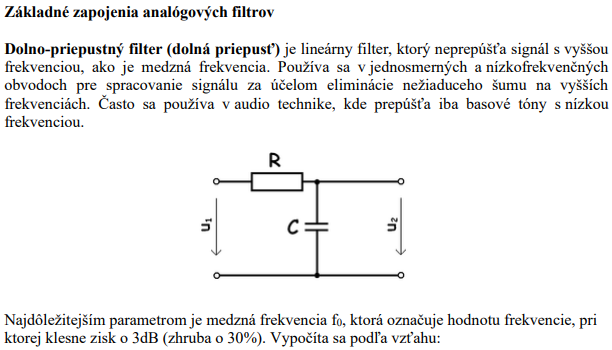 Základné zapojenia analógových filtrov
Dolno-priepustný filter (dolná priepusť) je lineárny filter, ktorý neprepúšťa signál s vyššou
frekvenciou, ako je medzná frekvencia. Používa sa v jednosmerných a nízkofrekvenčných
obvodoch pre spracovanie signálu za účelom eliminácie nežiaduceho šumu na vyšších
frekvenciách. Často sa používa v audio technike, kde prepúšťa iba basové tóny s nízkou
frekvenciou.
R
u₁
C
u₂
Najdôležitejším parametrom je medzná frekvencia f₀, ktorá označuje hodnotu frekvencie, pri
ktorej klesne zisk o 3dB (zhruba o 30%). Vypočíta sa podľa vzťahu: